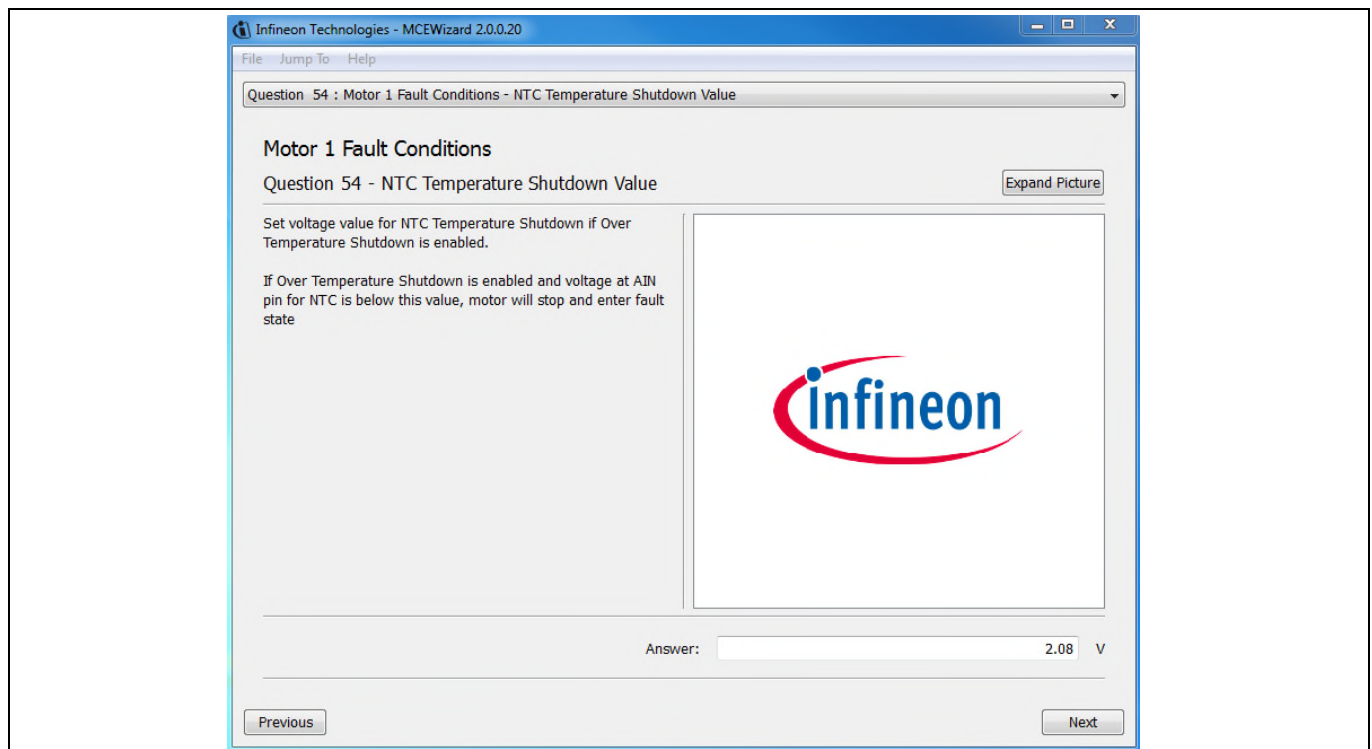 Infineon Technologies - MCEWizard 2.0.0.20
File Jump To Help
Question 54 : Motor 1 Fault Conditions - NTC Temperature Shutdown Value
Motor 1 Fault Conditions
Question 54 - NTC Temperature Shutdown Value
Expand Picture
Set voltage value for NTC Temperature Shutdown if Over
Temperature Shutdown is enabled.
If Over Temperature Shutdown is enabled and voltage at AIN
pin for NTC is below this value, motor will stop and enter fault
state
infineon
Answer: 2.08 V
Previous Next